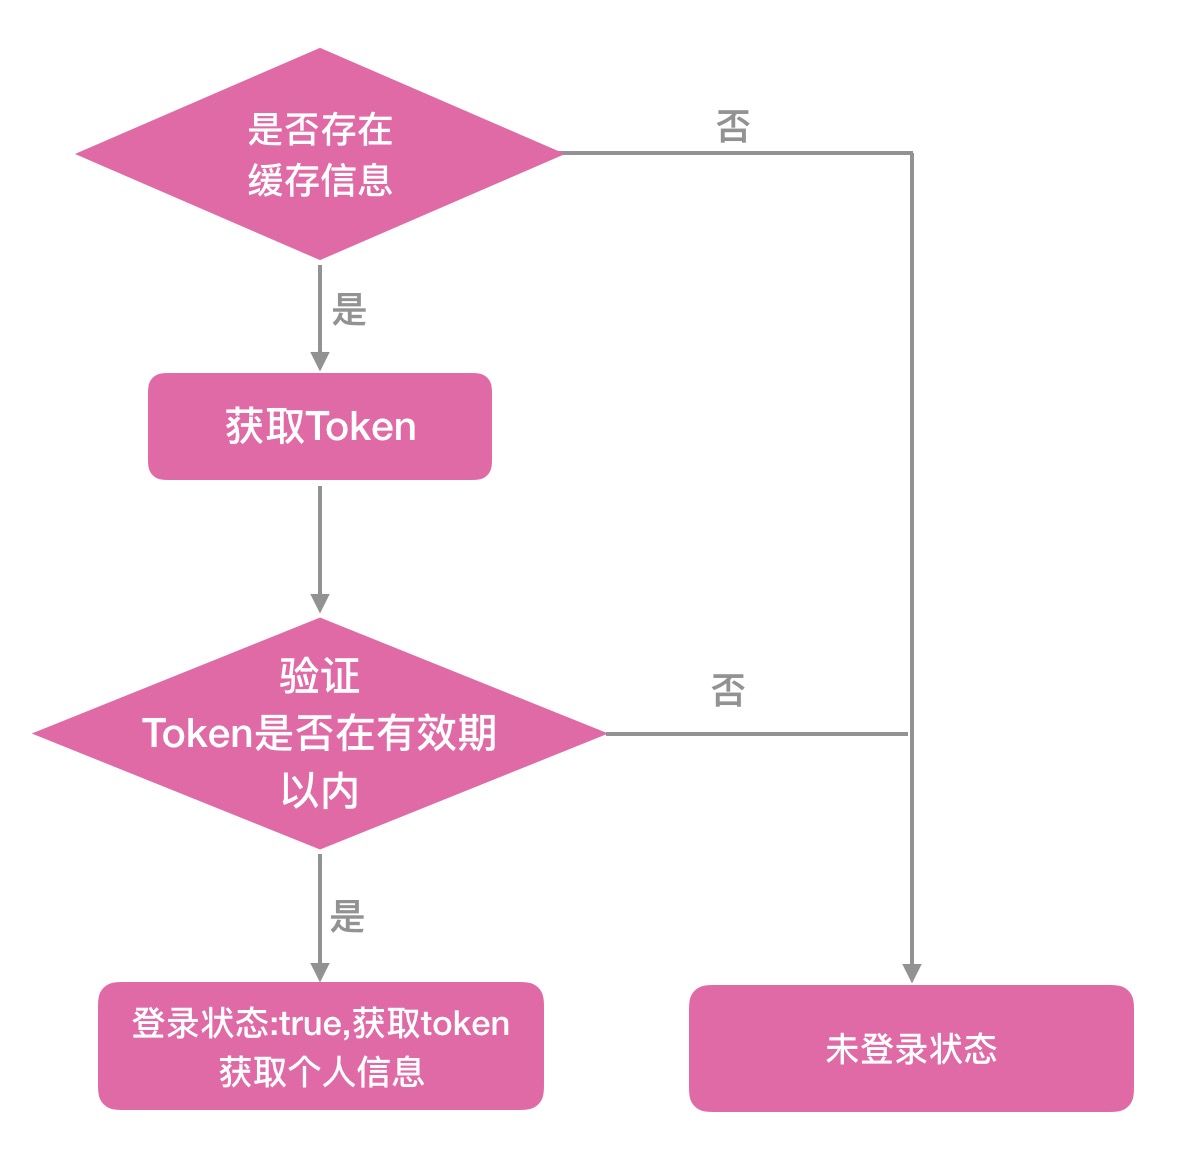 是否存在
缓存信息
否
是
获取Token
验证
Token是否在有效期
以内
否
是
登录状态:true,获取token
获取个人信息
未登录状态